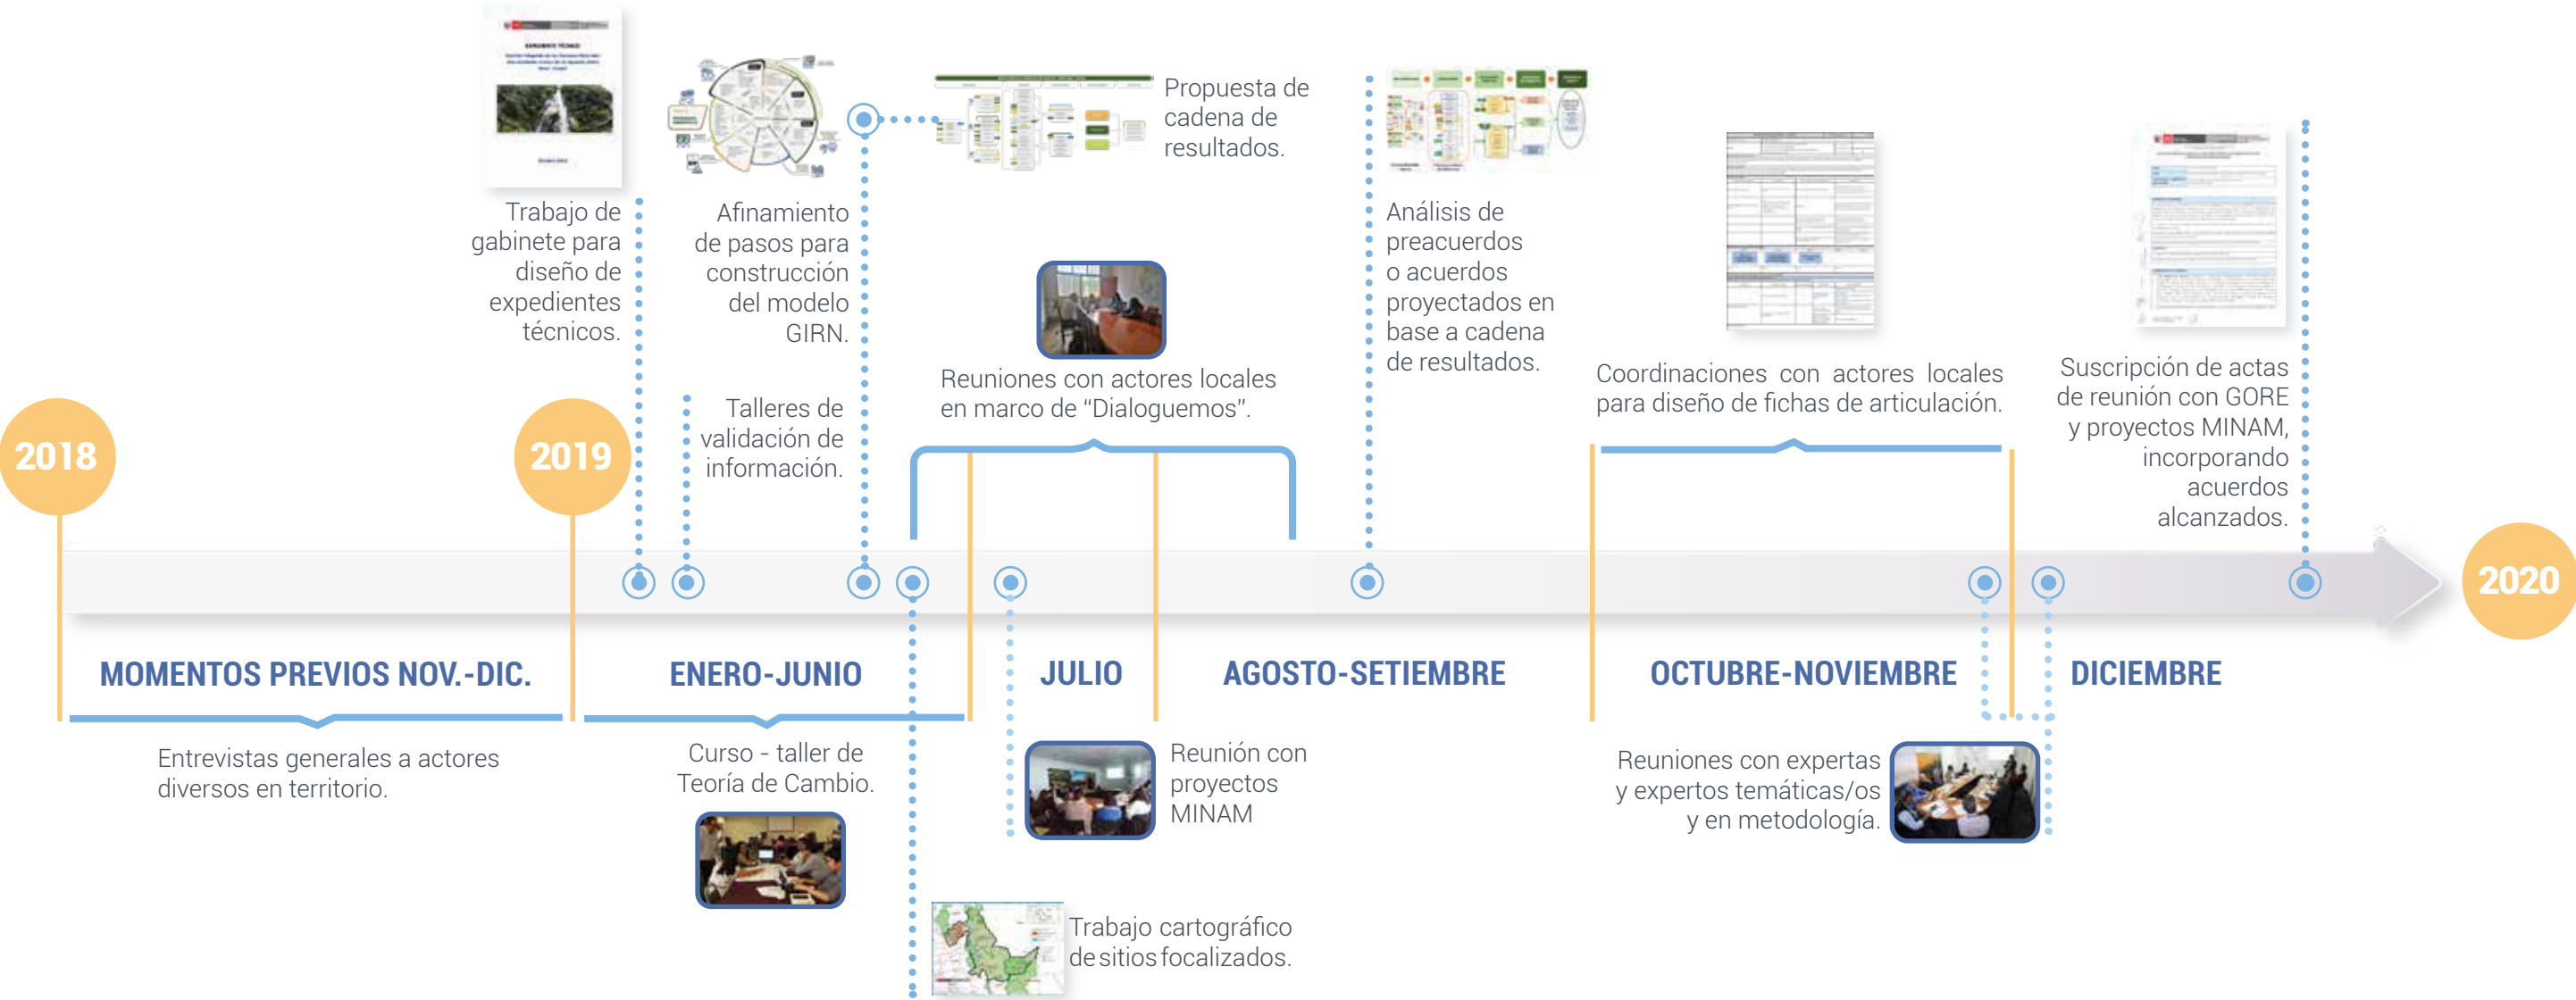 EXPEDIENTE TÉCNICO
Trabajo de
gabinete para
diseño de
expedientes
técnicos.
Afinamiento
de pasos para
construcción
del modelo
GIRN.
Propuesta de
cadena de
resultados.
Análisis de
preacuerdos
o acuerdos
proyectados en
base a cadena
de resultados.
Talleres de
validación de
información.
Reuniones con actores locales
en marco de “Dialoguemos”.
Coordinaciones con actores locales
para diseño de fichas de articulación.
Suscripción de actas
de reunión con GORE
y proyectos MINAM,
incorporando
acuerdos
alcanzados.
2018
2019
2020
MOMENTOS PREVIOS NOV.-DIC.
ENERO-JUNIO
JULIO
AGOSTO-SETIEMBRE
OCTUBRE-NOVIEMBRE
DICIEMBRE
Entrevistas generales a actores
diversos en territorio.
Curso - taller de
Teoría de Cambio.
Reunión con
proyectos
MINAM
Reuniones con expertas
y expertos temáticas/os
y en metodología.
Trabajo cartográfico
de sitios focalizados.